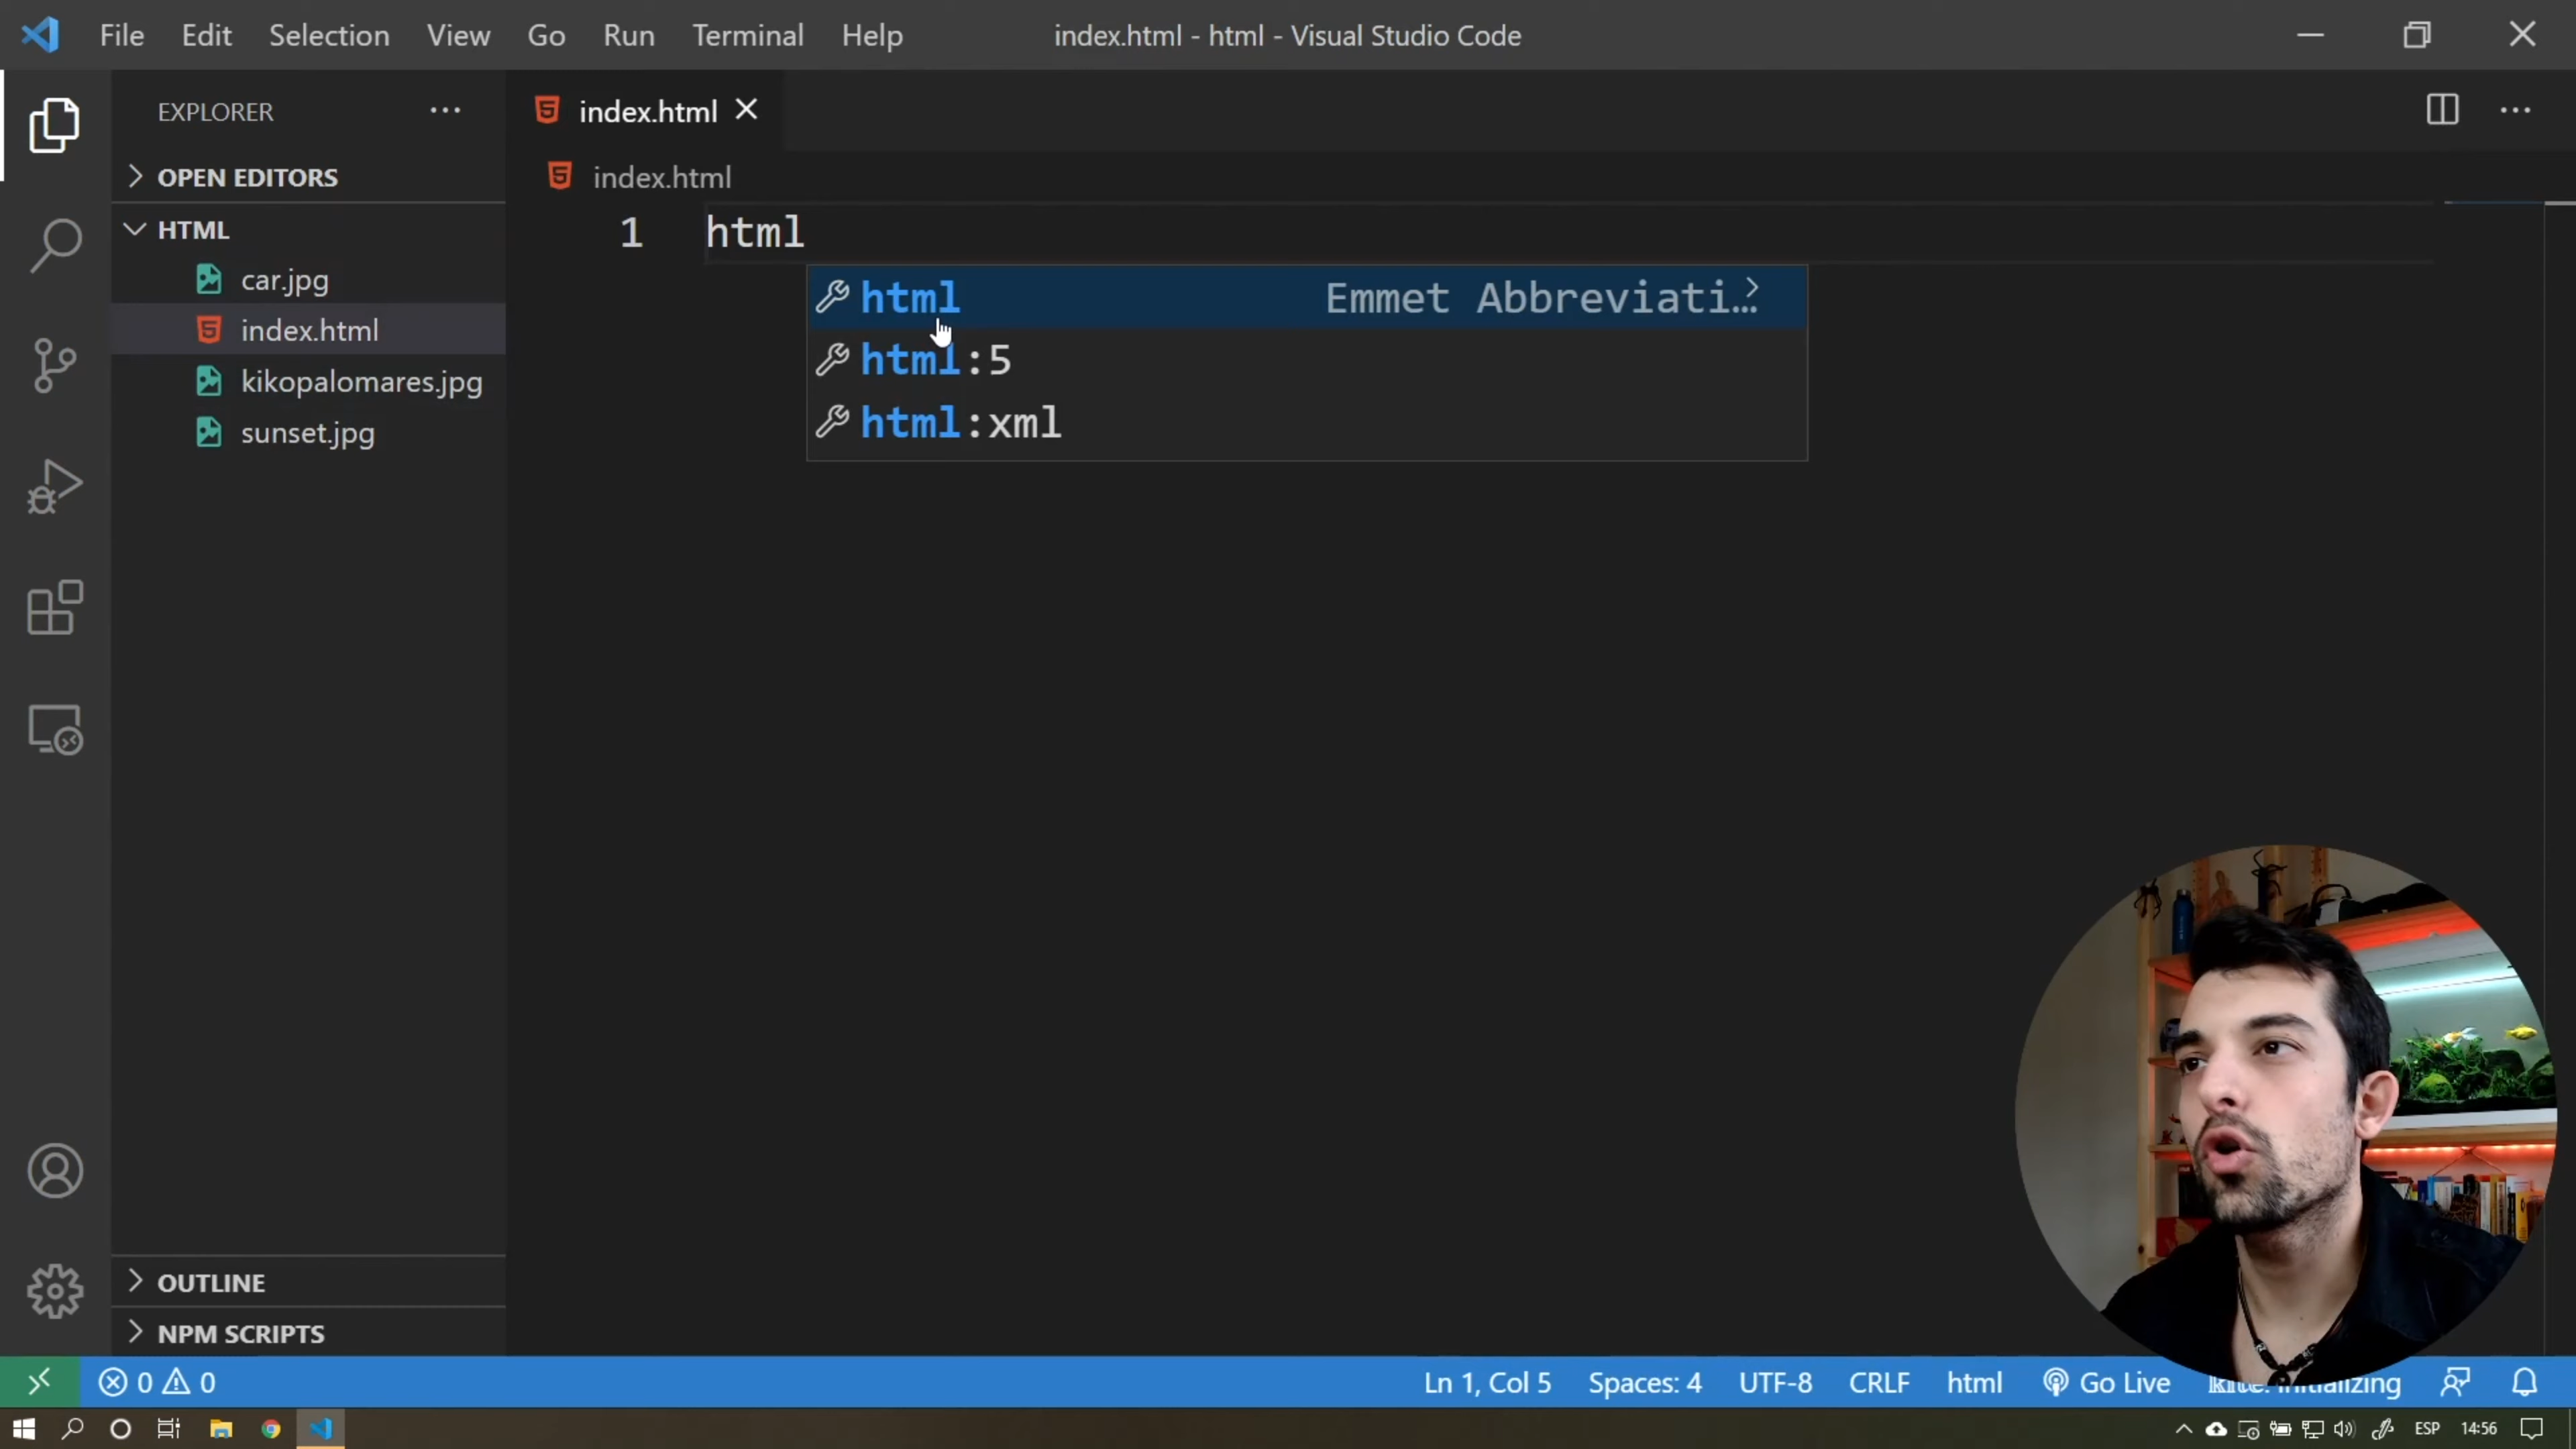 File Edit Selection View Go Run Terminal Help index.html - html - Visual Studio Code
EXPLORER
OPEN EDITORS
HTML
car.jpg
index.html
kikopalomares.jpg
sunset.jpg
OUTLINE
NPM SCRIPTS
index.html
index.html
1 html
html Emmet Abbreviati...
html:5
html:xml
0 0 Ln 1, Col 5 Spaces: 4 UTF-8 CRLF html Go Live kite: initializing
ESP 14:56